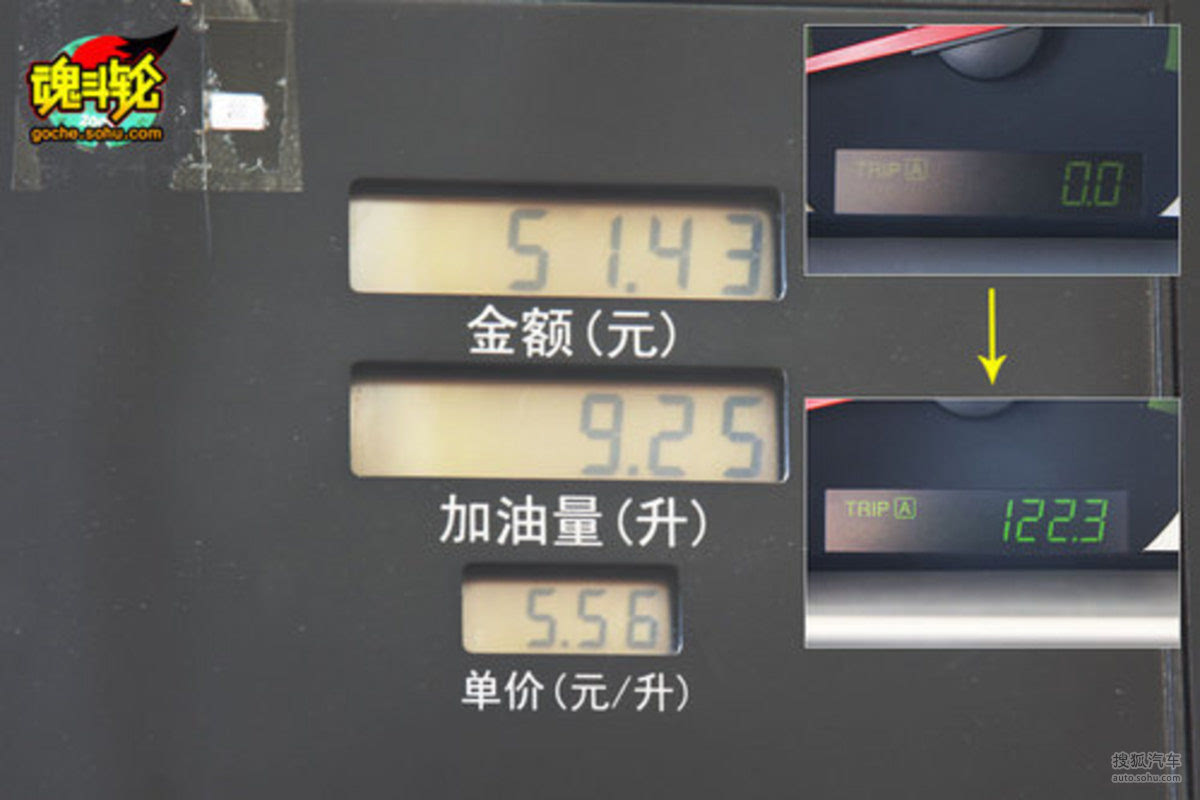 魂斗轮
goche.sohu.com
51.43
金额(元)
9.25
加油量(升)
5.56
单价(元/升)
TRIP A
0.0
TRIP A
122.3
搜狐汽车
auto.sohu.com